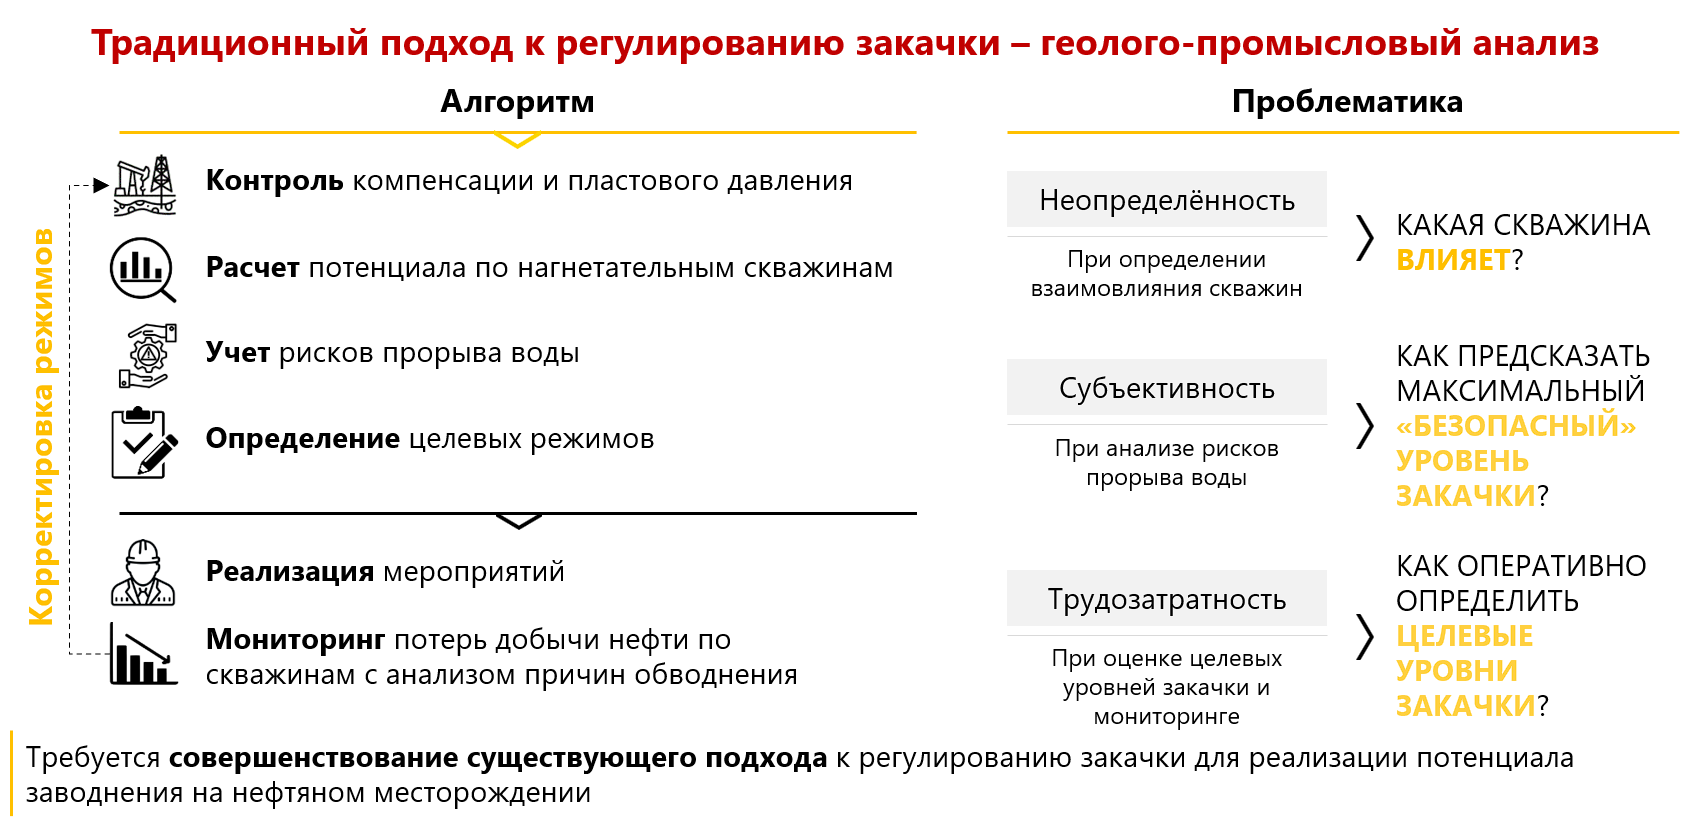 Традиционный подход к регулированию закачки – геолого-промысловый анализ
Алгоритм
Корректировка режимов
Контроль компенсации и пластового давления
Расчет потенциала по нагнетательным скважинам
Учет рисков прорыва воды
Определение целевых режимов
Реализация мероприятий
Мониторинг потерь добычи нефти по
скважинам с анализом причин обводнения
Проблематика
Неопределённость
При определении
взаимовлияния скважин
КАКАЯ СКВАЖИНА
ВЛИЯЕТ?
Субъективность
При анализе рисков
прорыва воды
КАК ПРЕДСКАЗАТЬ
МАКСИМАЛЬНЫЙ
«БЕЗОПАСНЫЙ»
УРОВЕНЬ
ЗАКАЧКИ?
Трудозатратность
При оценке целевых
уровней закачки и
мониторинге
КАК ОПЕРАТИВНО
ОПРЕДЕЛИТЬ
ЦЕЛЕВЫЕ
УРОВНИ
ЗАКАЧКИ?
Требуется совершенствование существующего подхода к регулированию закачки для реализации потенциала
заводнения на нефтяном месторождении